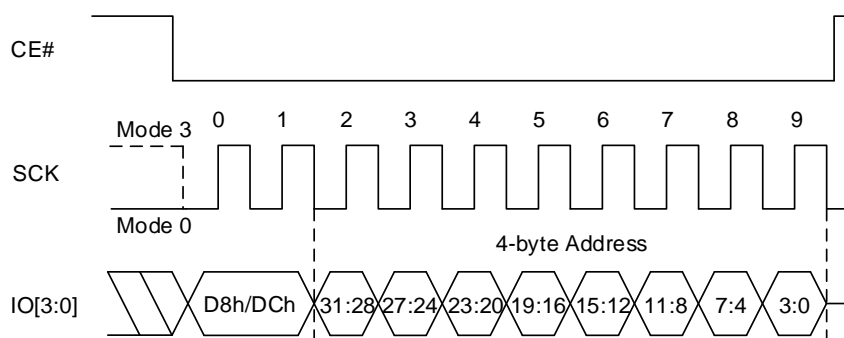 CE#
0 1 2 3 4 5 6 7 8 9
Mode 3
SCK
Mode 0
4-byte Address
IO[3:0] D8h/DCh 31:28 27:24 23:20 19:16 15:12 11:8 7:4 3:0